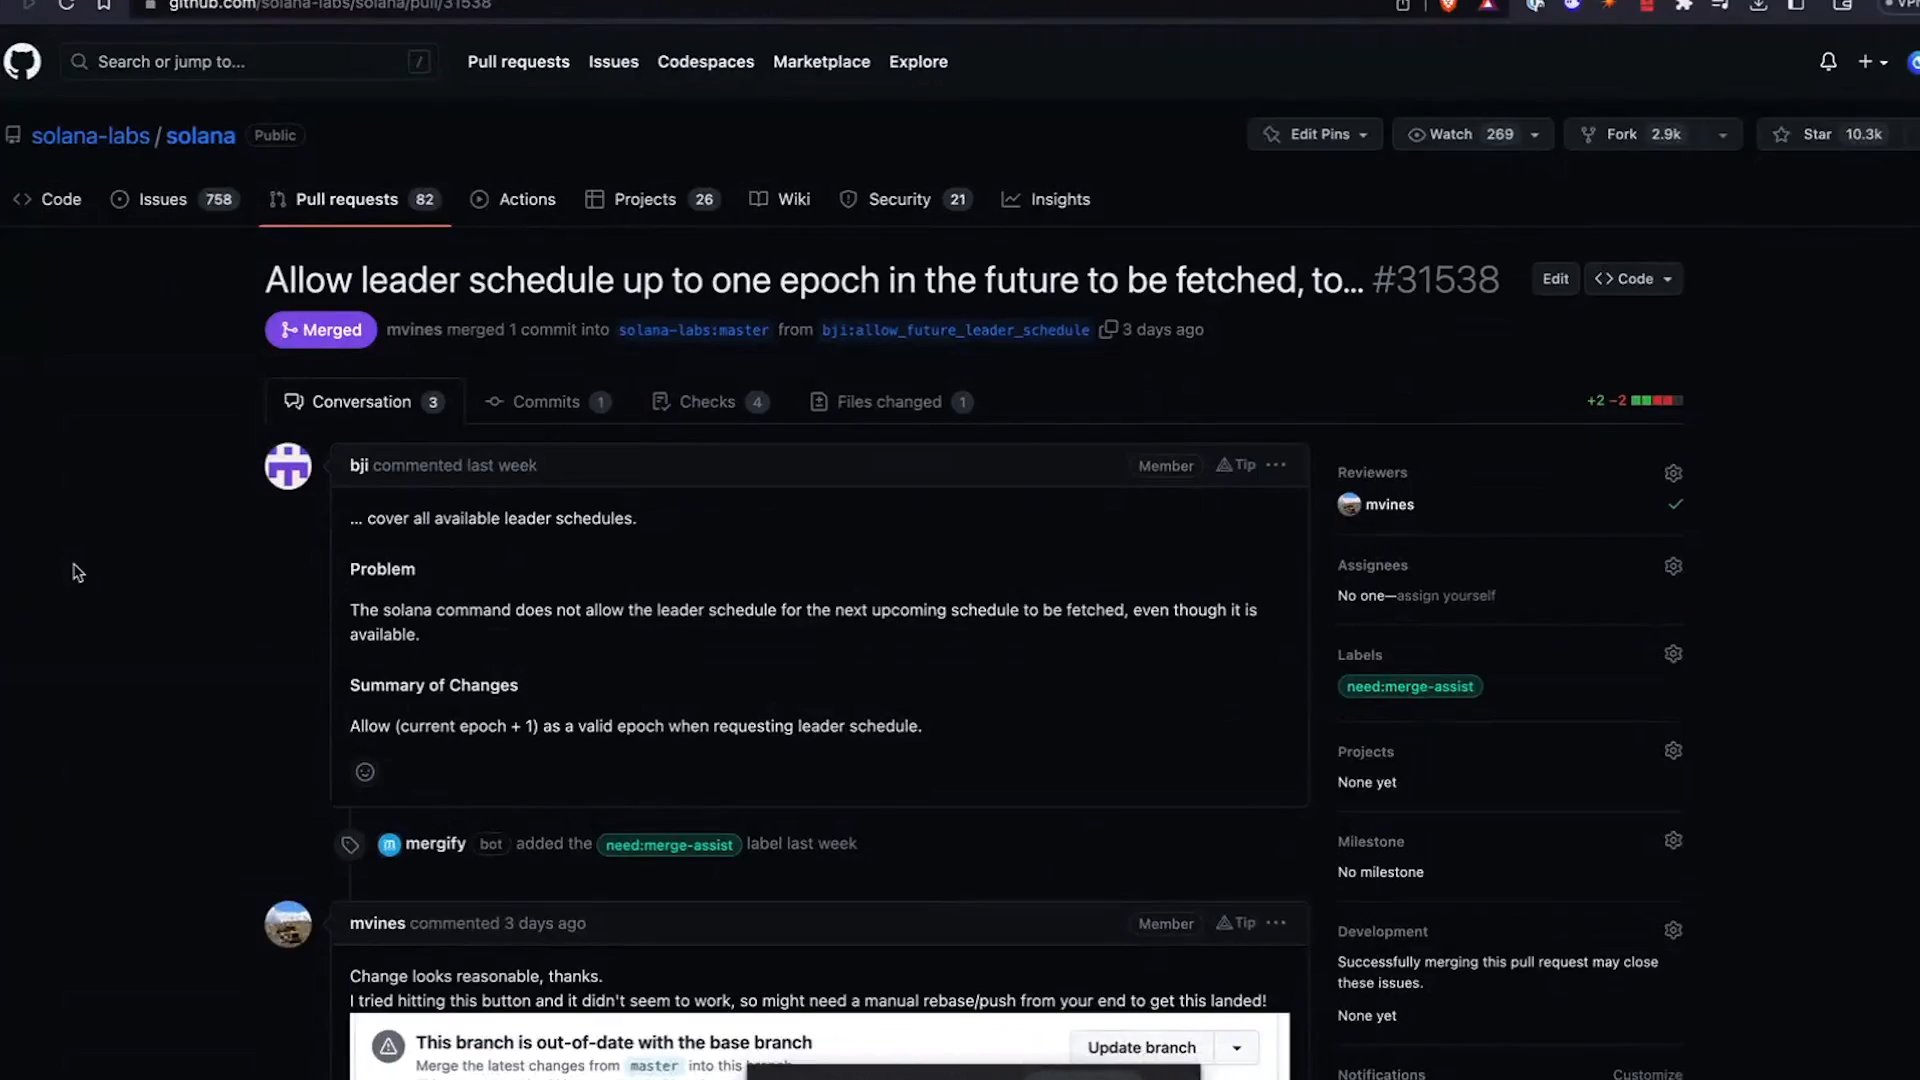 github.com/solana-labs/solana/pull/31538
Search or jump to... /
Pull requests Issues Codespaces Marketplace Explore
solana-labs / solana Public
Edit Pins Watch 269 Fork 2.9k Star 10.3k
Code Issues 758 Pull requests 82 Actions Projects 26 Wiki Security 21 Insights
Allow leader schedule up to one epoch in the future to be fetched, to... #31538
Edit Code
Merged mvines merged 1 commit into solana-labs:master from bji:allow_future_leader_schedule 3 days ago
Conversation 3 Commits 1 Checks 4 Files changed 1
+2 −2
bji commented last week Member Tip
... cover all available leader schedules.
Problem
The solana command does not allow the leader schedule for the next upcoming schedule to be fetched, even though it is
available.
Summary of Changes
Allow (current epoch + 1) as a valid epoch when requesting leader schedule.
mergify bot added the need:merge-assist label last week
mvines commented 3 days ago Member Tip
Change looks reasonable, thanks.
I tried hitting this button and it didn't seem to work, so might need a manual rebase/push from your end to get this landed!
This branch is out-of-date with the base branch
Merge the latest changes from master into this branch.
Update branch
Reviewers
mvines
Assignees
No one—assign yourself
Labels
need:merge-assist
Projects
None yet
Milestone
No milestone
Development
Successfully merging this pull request may close
these issues.
None yet
Notifications Customize